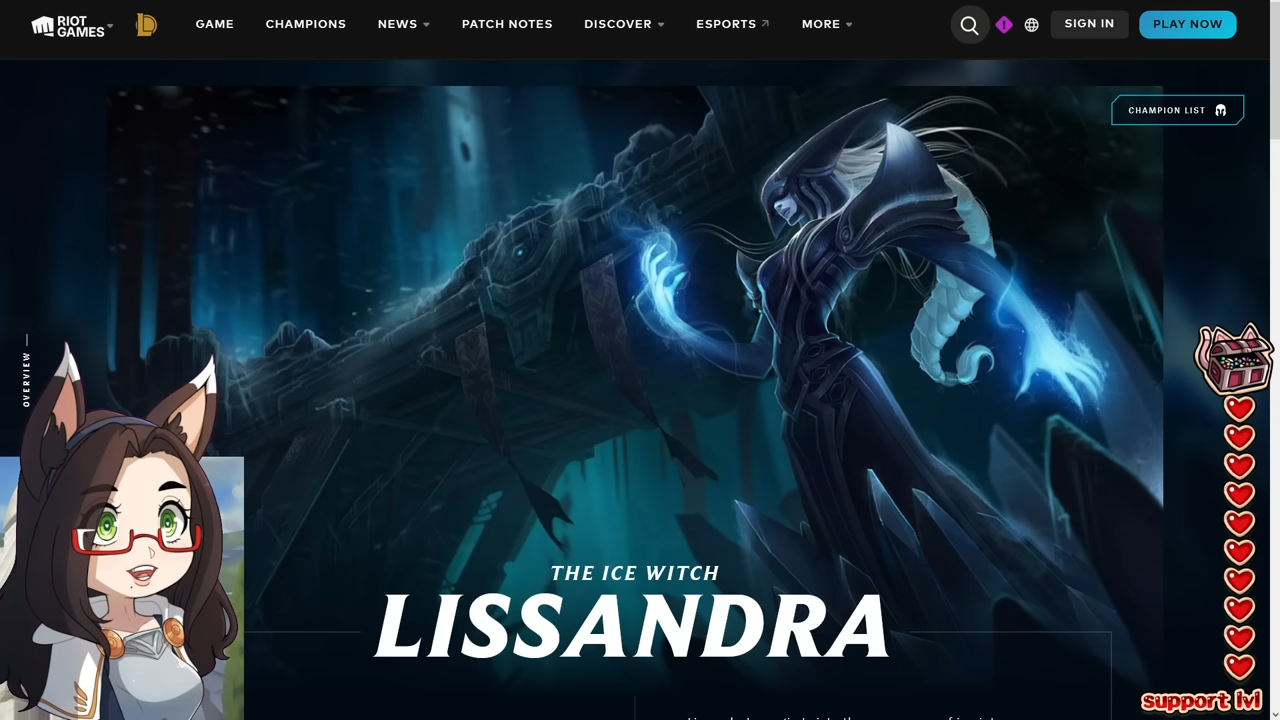 RIOT GAMES
GAME
CHAMPIONS
NEWS
PATCH NOTES
DISCOVER
ESPORTS
MORE
SIGN IN
PLAY NOW
CHAMPION LIST
OVERVIEW
THE ICE WITCH
LISSANDRA
support lvl